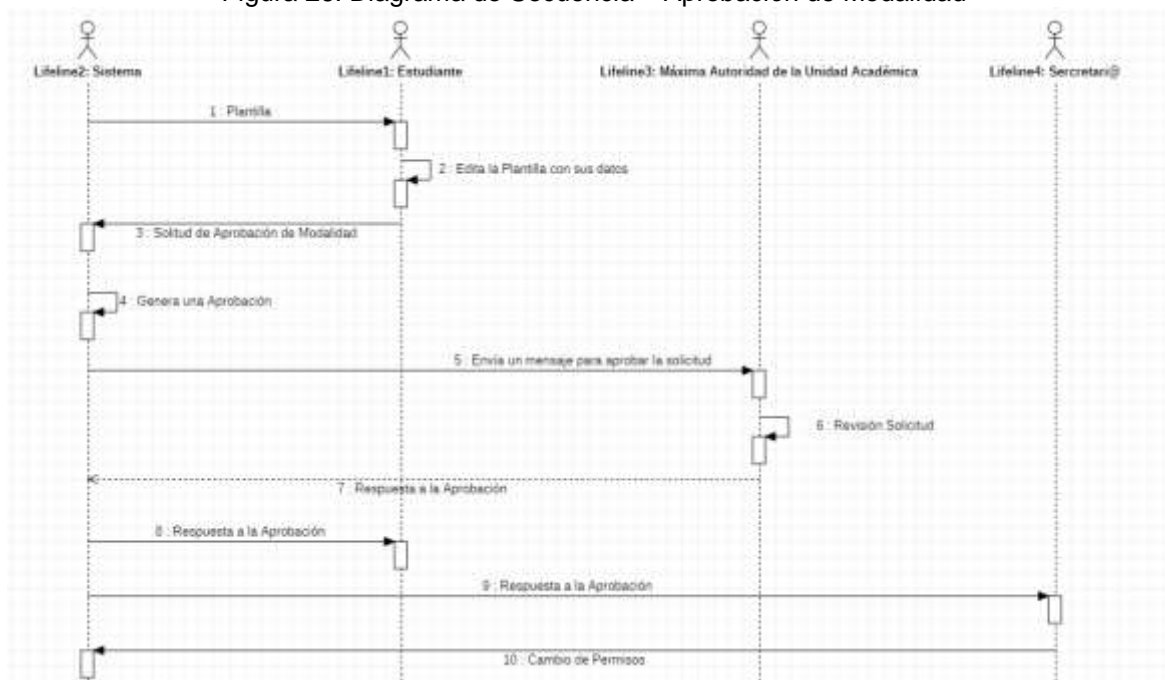 Figura 25. Diagrama de Secuencia – Aprobación de Modalidad
Lifeline2: Sistema
Lifeline1: Estudiante
Lifeline3: Máxima Autoridad de la Unidad Académica
Lifeline4: Sercretari@
1 : Plantilla
2 : Edita la Plantilla con sus datos
3 : Solitud de Aprobación de Modalidad
4 : Genera una Aprobación
5 : Envia un mensaje para aprobar la solicitud
6 : Revisión Solicitud
7 : Respuesta a la Aprobación
8 : Respuesta a la Aprobación
9 : Respuesta a la Aprobación
10 : Cambio de Permisos